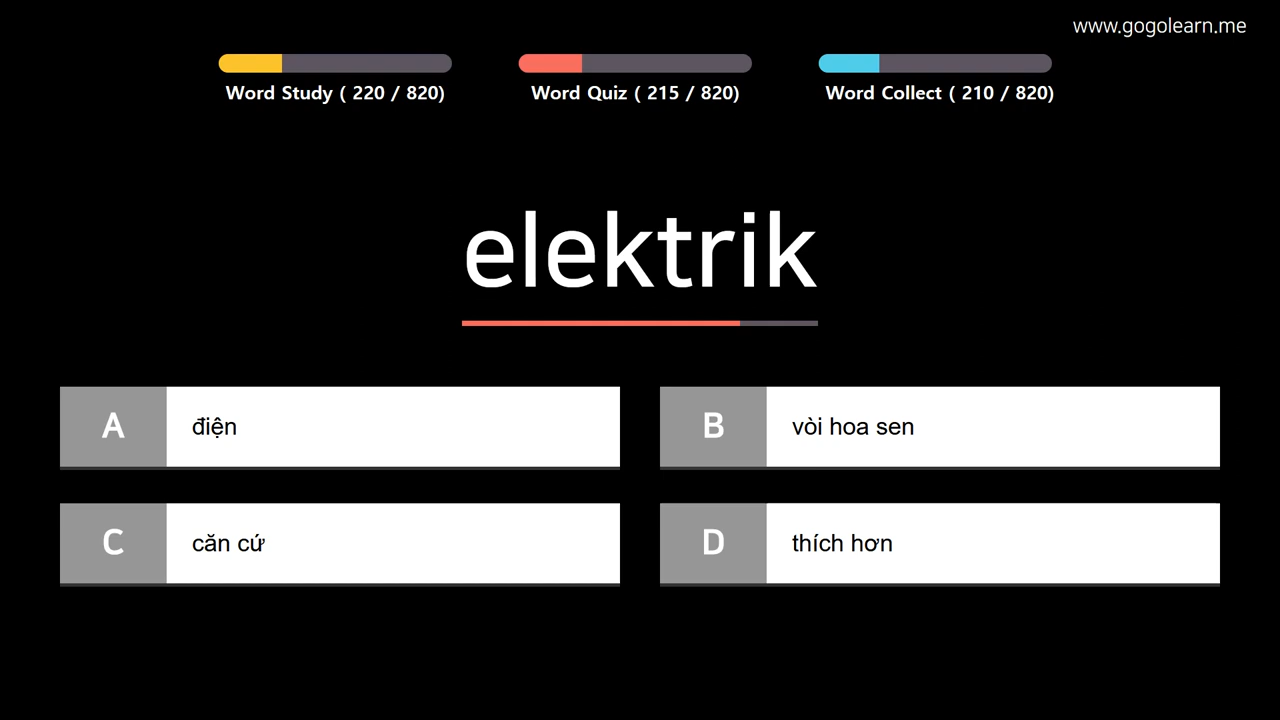 www.gogolearn.me
Word Study ( 220 / 820)
Word Quiz ( 215 / 820)
Word Collect ( 210 / 820)
elektrik
A
điện
B
vòi hoa sen
C
căn cứ
D
thích hơn